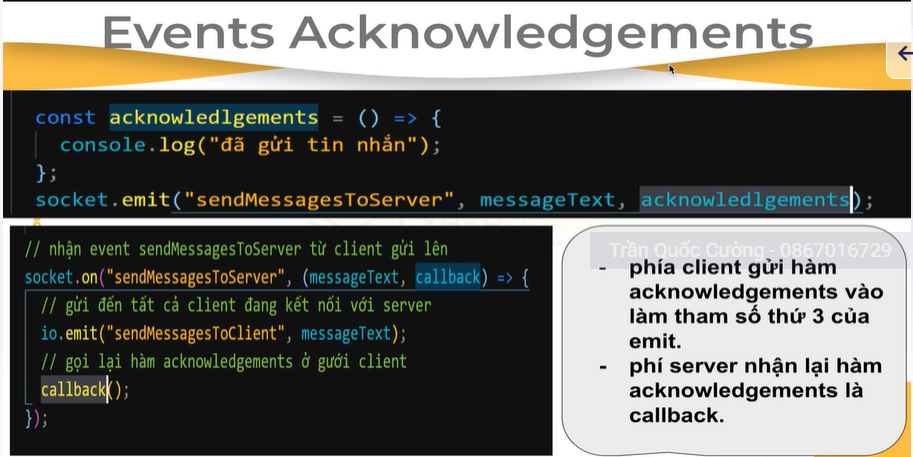 Events Acknowledgements
const acknowledlgements = () => {
console.log("đã gửi tin nhắn");
};
socket.emit("sendMessagesToServer", messageText, acknowledlgements);
// nhận event sendMessagesToServer từ client gửi lên
socket.on("sendMessagesToServer", (messageText, callback) => {
// gửi đến tất cả client đang kết nối với server
io.emit("sendMessagesToClient", messageText);
// gọi lại hàm acknowledgements ở gưới client
callback();
});
Trần Quốc Cường - 0867016729
- phía client gửi hàm
acknowledgements vào
làm tham số thứ 3 của
emit.
- phí server nhận lại hàm
acknowledgements là
callback.